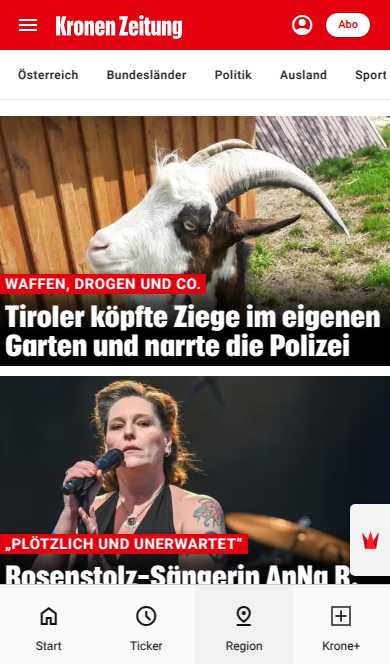 Kronen Zeitung
Abo
Österreich Bundesländer Politik Ausland Sport
WAFFEN, DROGEN UND CO.
Tiroler köpfte Ziege im eigenen
Garten und narrte die Polizei
„PLÖTZLICH UND UNERWARTET“
Rosenstolz-Sängerin AnNa R.
Start Ticker Region Krone+